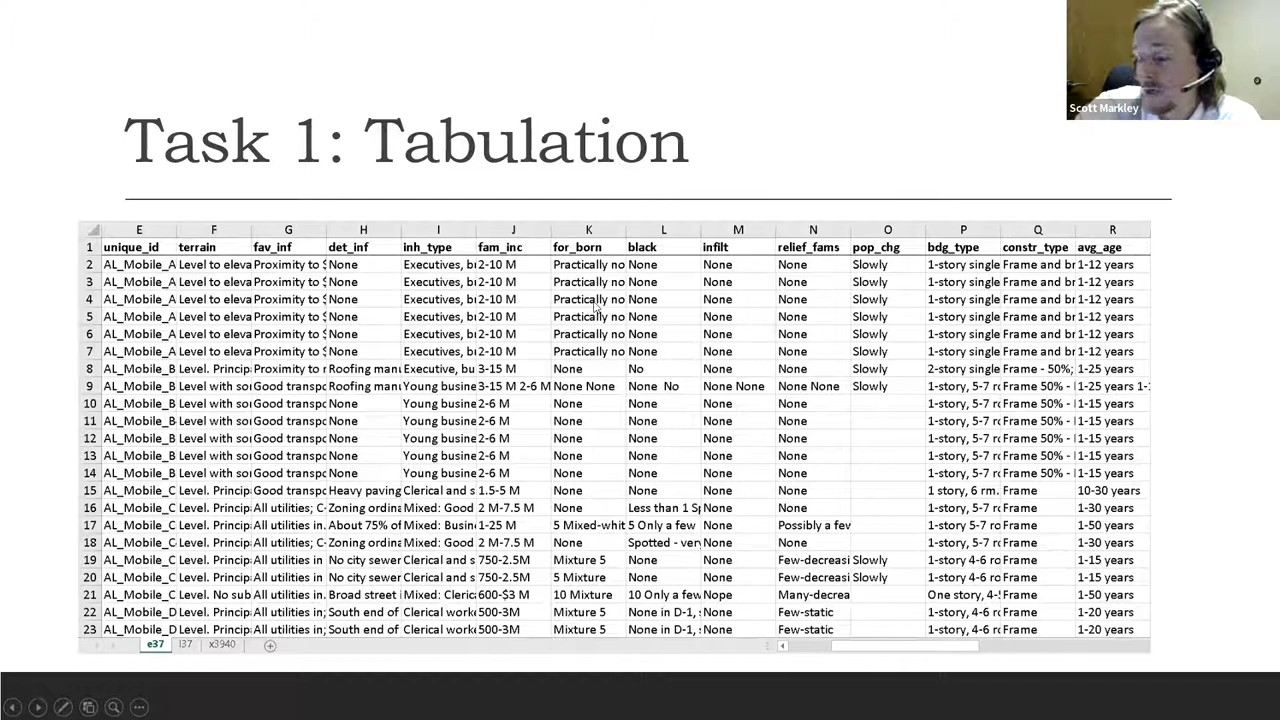 Scott Markley
Task 1: Tabulation
E F G H I J K L M N O P Q R
1 unique_id terrain fav_inf det_inf inh_type fam_inc for_born black infilt relief_fams pop_chg bdg_type constr_type avg_age
2 AL_Mobile_A Level to eleva Proximity to $ None Executives, b 2-10 M Practically no None None None Slowly 1-story single Frame and br 1-12 years
3 AL_Mobile_A Level to eleva Proximity to $ None Executives, b 2-10 M Practically no None None None Slowly 1-story single Frame and br 1-12 years
4 AL_Mobile_A Level to eleva Proximity to $ None Executives, b 2-10 M Practically no None None None Slowly 1-story single Frame and br 1-12 years
5 AL_Mobile_A Level to eleva Proximity to $ None Executives, b 2-10 M Practically no None None None Slowly 1-story single Frame and br 1-12 years
6 AL_Mobile_A Level to eleva Proximity to $ None Executives, b 2-10 M Practically no None None None Slowly 1-story single Frame and br 1-12 years
7 AL_Mobile_A Level to eleva Proximity to $ None Executives, b 2-10 M Practically no None None None Slowly 1-story single Frame and br 1-12 years
8 AL_Mobile_B Level. Princip Proximity to r Roofing manu Executive, bu 3-15 M None No None None Slowly 2-story single Frame - 50%; 1-25 years
9 AL_Mobile_B Level with so Good transpo Roofing manu Young busine 3-15 M 2-6 M None None None No None None None None Slowly 1-story, 5-7 ro Frame 50% - 1-25 years 1-
10 AL_Mobile_B Level with so Good transpo None Young busine 2-6 M None None None None 1-story, 5-7 ro Frame 50% - 1-15 years
11 AL_Mobile_B Level with so Good transpo None Young busine 2-6 M None None None None 1-story, 5-7 ro Frame 50% - 1-15 years
12 AL_Mobile_B Level with so Good transpo None Young busine 2-6 M None None None None 1-story, 5-7 ro Frame 50% - 1-15 years
13 AL_Mobile_B Level with so Good transpo None Young busine 2-6 M None None None None 1-story, 5-7 ro Frame 50% - 1-15 years
14 AL_Mobile_B Level with so Good transpo None Young busine 2-6 M None None None None 1-story, 5-7 ro Frame 50% - 1-15 years
15 AL_Mobile_C Level. Princip Good transpo Heavy paving Clerical and s 1.5-5 M None None None None 1 story, 6 rm. Frame 10-30 years
16 AL_Mobile_C Level. Princip All utilities; C- Zoning ordina Mixed: Good 2 M-7.5 M None Less than 1 Sp None None 1-story, 5-7 ro Frame 1-30 years
17 AL_Mobile_C Level. Princip All utilities in. About 75% of Mixed: Busin 1-25 M 5 Mixed-whit 5 Only a few None Possibly a few 1-story 5-7 ro Frame 1-50 years
18 AL_Mobile_C Level. Princip All utilities; C- Zoning ordina Mixed: Good 2 M-7.5 M None Spotted - very None None 1-story, 5-7 ro Frame 1-30 years
19 AL_Mobile_C Level. Princip All utilities in No city sewer Clerical and s 750-2.5M Mixture 5 None None Few-decreasi Slowly 1-story 4-6 ro Frame 1-15 years
20 AL_Mobile_C Level. Princip All utilities in No city sewer Clerical and s 750-2.5M 5 Mixture None None Few-decreasi Slowly 1-story 4-6 ro Frame 1-15 years
21 AL_Mobile_C Level. No sub All utilities in Broad street Mixed: Cleric 600-$3 M 10 Mixture 10 Only a few Nope Many-decrea One story, 4- Frame 1-50 years
22 AL_Mobile_D Level. Princip All utilities in; South end of Clerical worke 500-3M Mixture 5 None in D-1, None Few-static 1-story, 4-6 ro Frame 1-20 years
23 AL_Mobile_D Level. Princip All utilities in; South end of Clerical worke 500-3M Mixture 5 None in D-1, None Few-static 1-story, 4-6 ro Frame 1-20 years
e37 l37 x3940